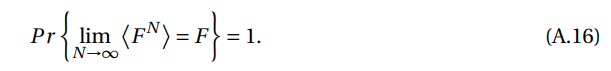 Pr{ lim_{N→∞} ⟨F^N⟩ = F } = 1. (A.16)